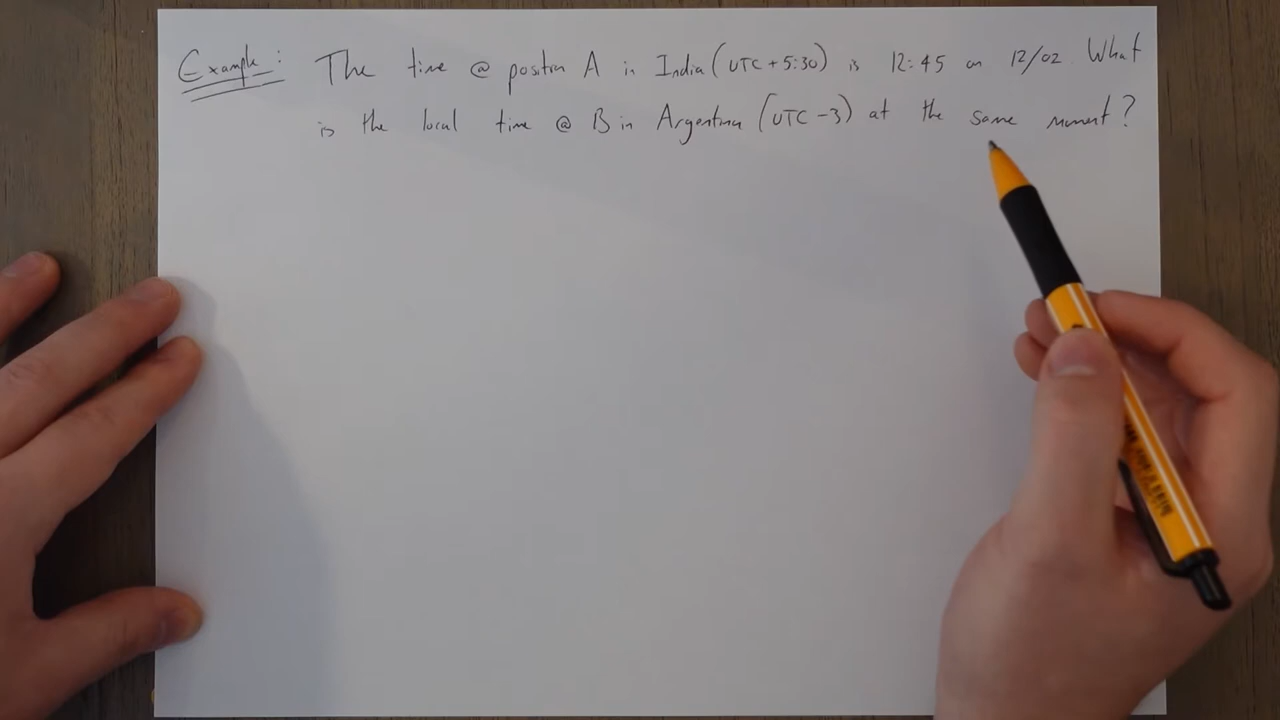 Example: The time @ position A in India (UTC +5:30) is 12:45 on 12/02. What
is the local time @ B in Argentina (UTC -3) at the same moment?